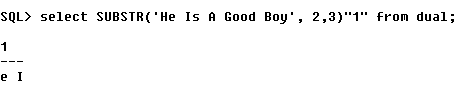 SQL> select SUBSTR('He Is A Good Boy', 2,3)"1" from dual;
1
---
e I